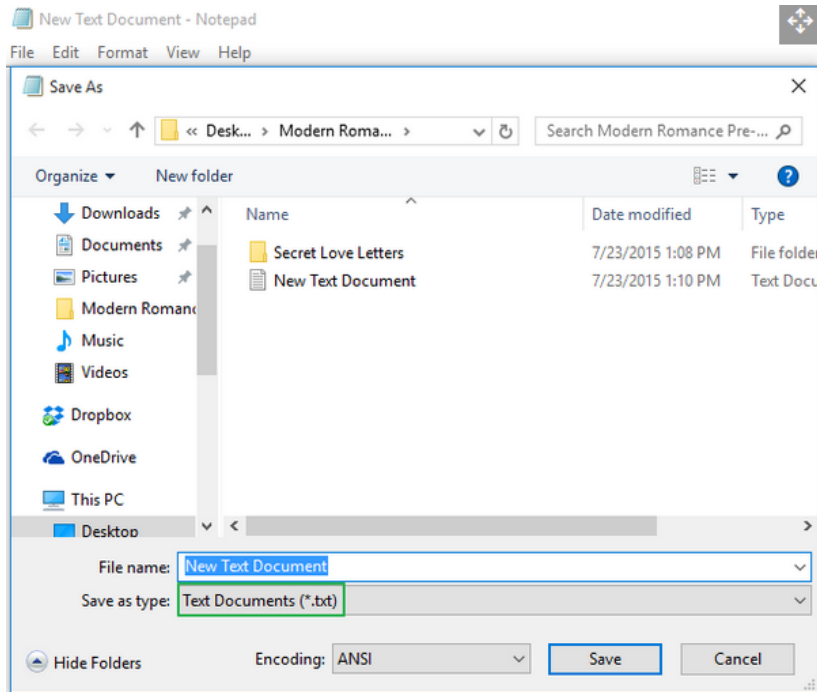 New Text Document - Notepad
File Edit Format View Help
Save As
« Desk... > Modern Roma... >
Search Modern Romance Pre-...
Organize New folder
Downloads
Documents
Pictures
Modern Romanc
Music
Videos
Dropbox
OneDrive
This PC
Desktop
Name Date modified Type
Secret Love Letters 7/23/2015 1:08 PM File folder
New Text Document 7/23/2015 1:10 PM Text Docu
File name: New Text Document
Save as type: Text Documents (*.txt)
Hide Folders Encoding: ANSI Save Cancel